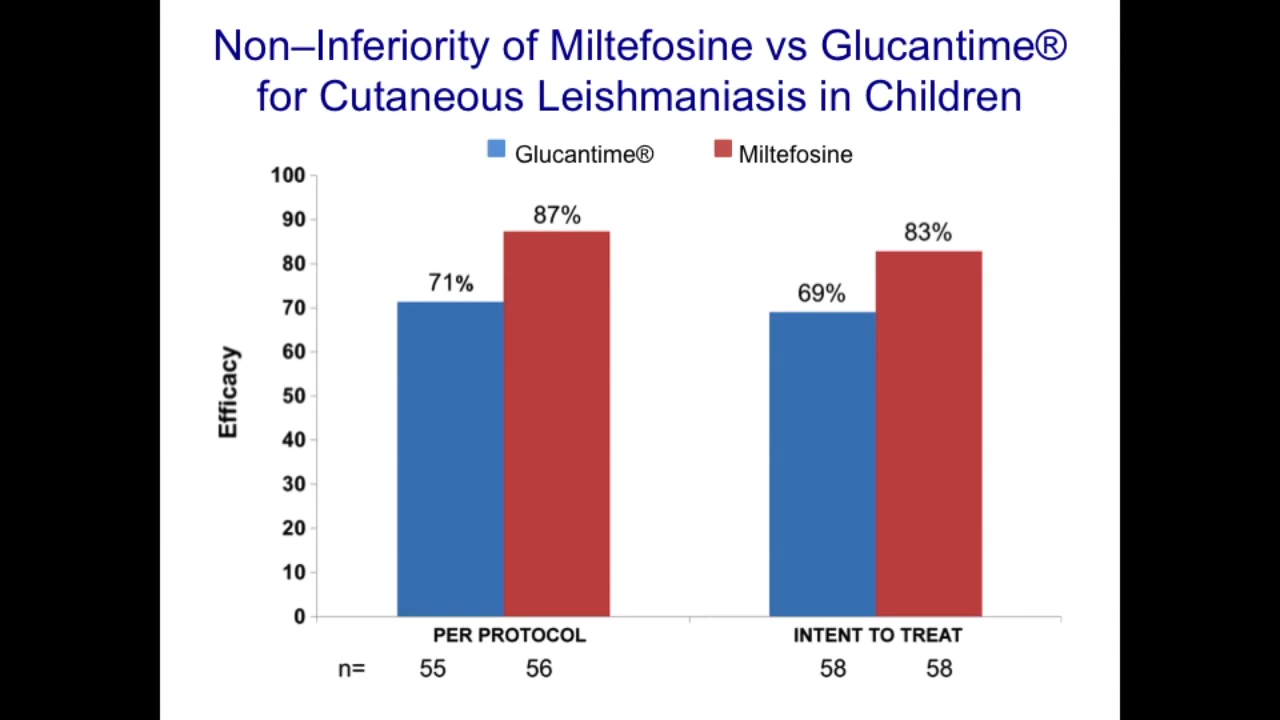 Non–Inferiority of Miltefosine vs Glucantime®
for Cutaneous Leishmaniasis in Children
Glucantime® Miltefosine
100
90
80
70
60
50
40
30
20
10
0
Efficacy
71%
87%
69%
83%
PER PROTOCOL INTENT TO TREAT
n= 55 56 58 58